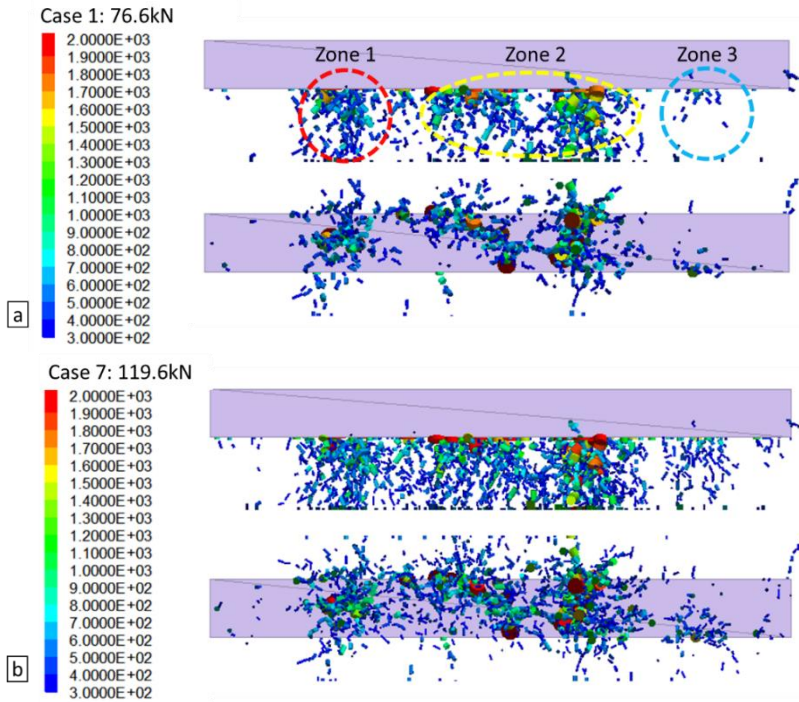 Case 1: 76.6kN
2.0000E+03
1.9000E+03
1.8000E+03
1.7000E+03
1.6000E+03
1.5000E+03
1.4000E+03
1.3000E+03
1.2000E+03
1.1000E+03
1.0000E+03
9.0000E+02
8.0000E+02
7.0000E+02
6.0000E+02
5.0000E+02
4.0000E+02
3.0000E+02
Zone 1
Zone 2
Zone 3
a
Case 7: 119.6kN
2.0000E+03
1.9000E+03
1.8000E+03
1.7000E+03
1.6000E+03
1.5000E+03
1.4000E+03
1.3000E+03
1.2000E+03
1.1000E+03
1.0000E+03
9.0000E+02
8.0000E+02
7.0000E+02
6.0000E+02
5.0000E+02
4.0000E+02
3.0000E+02
b